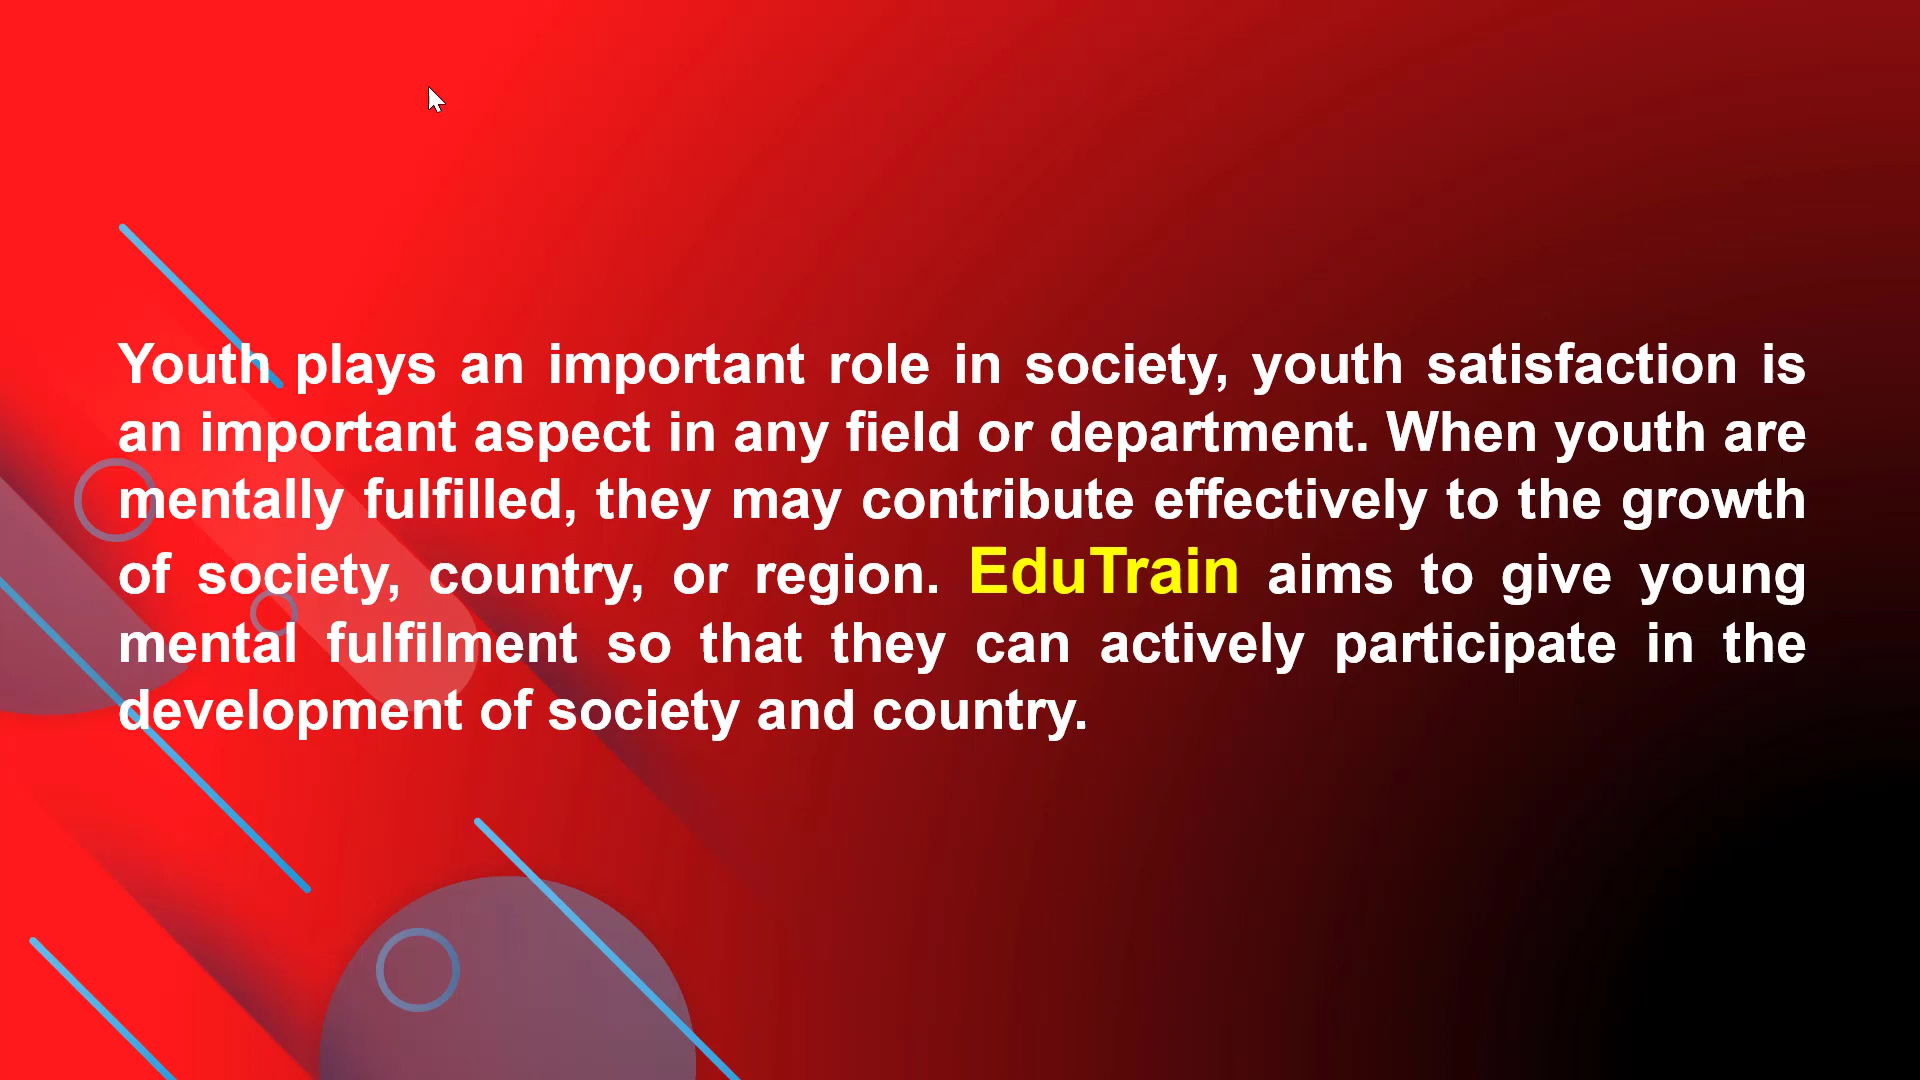 Youth plays an important role in society, youth satisfaction is
an important aspect in any field or department. When youth are
mentally fulfilled, they may contribute effectively to the growth
of society, country, or region. EduTrain aims to give young
mental fulfilment so that they can actively participate in the
development of society and country.